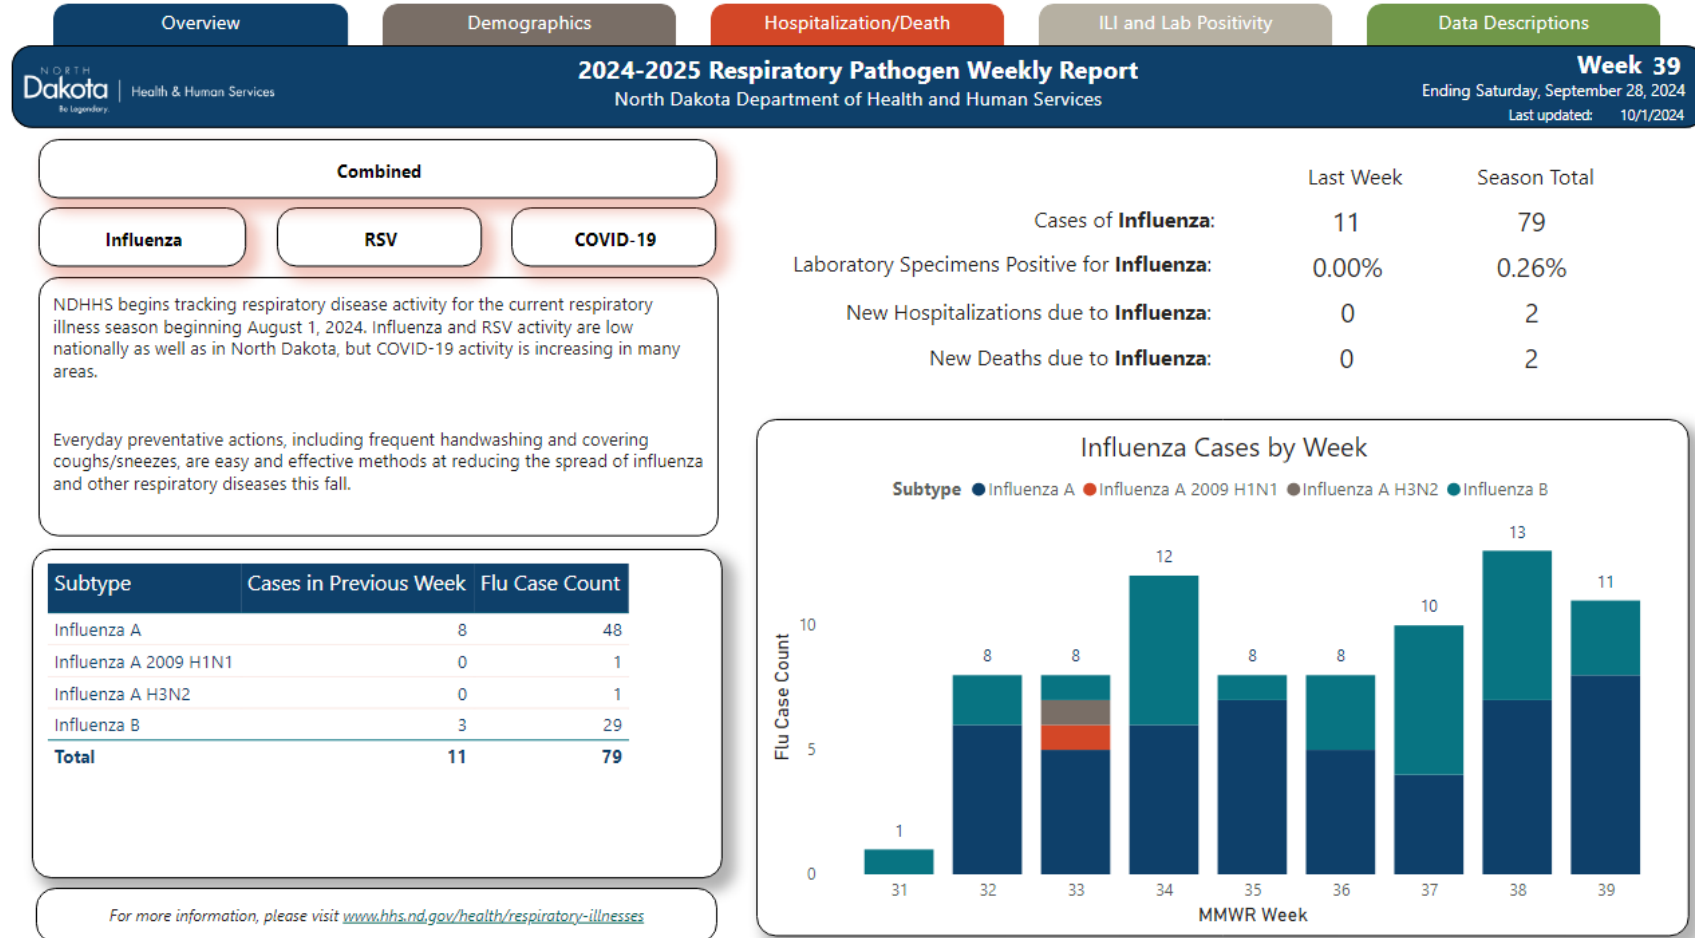 Overview
Demographics
Hospitalization/Death
ILI and Lab Positivity
Data Descriptions
NORTH
Dakota
Be Legendary.
Health & Human Services
2024-2025 Respiratory Pathogen Weekly Report
North Dakota Department of Health and Human Services
Week 39
Ending Saturday, September 28, 2024
Last updated: 10/1/2024
Combined
Influenza
RSV
COVID-19
NDHHS begins tracking respiratory disease activity for the current respiratory
illness season beginning August 1, 2024. Influenza and RSV activity are low
nationally as well as in North Dakota, but COVID-19 activity is increasing in many
areas.
Everyday preventative actions, including frequent handwashing and covering
coughs/sneezes, are easy and effective methods at reducing the spread of influenza
and other respiratory diseases this fall.
Subtype Cases in Previous Week Flu Case Count
Influenza A 8 48
Influenza A 2009 H1N1 0 1
Influenza A H3N2 0 1
Influenza B 3 29
Total 11 79
For more information, please visit www.hhs.nd.gov/health/respiratory-illnesses
Last Week Season Total
Cases of Influenza: 11 79
Laboratory Specimens Positive for Influenza: 0.00% 0.26%
New Hospitalizations due to Influenza: 0 2
New Deaths due to Influenza: 0 2
Influenza Cases by Week
Subtype Influenza A Influenza A 2009 H1N1 Influenza A H3N2 Influenza B
Flu Case Count
10
5
0
1 8 8 12 8 8 10 13 11
31 32 33 34 35 36 37 38 39
MMWR Week